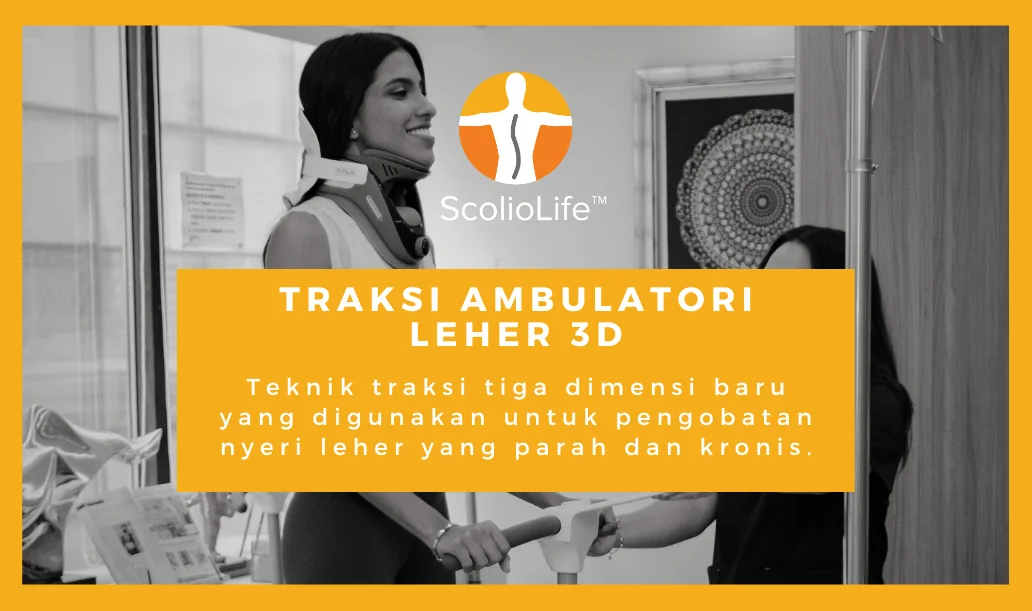 ScolioLife™
TRAKSI AMBULATORI
LEHER 3D
Teknik traksi tiga dimensi baru
yang digunakan untuk pengobatan
nyeri leher yang parah dan kronis.